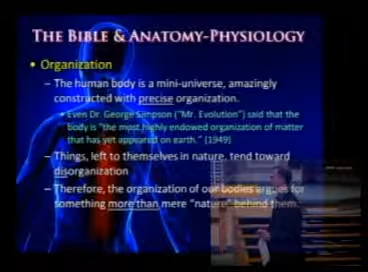 THE BIBLE & ANATOMY-PHYSIOLOGY
• Organization
– The human body is a mini-universe, amazingly
constructed with precise organization.
• Even Dr. George Simpson ("Mr. Evolution") said that the
body is "the most highly endowed organization of matter
that has yet appeared on earth." (1949)
– Things, left to themselves in nature, tend toward
disorganization
– Therefore, the organization of our bodies argues for
something more than mere "nature" behind them.